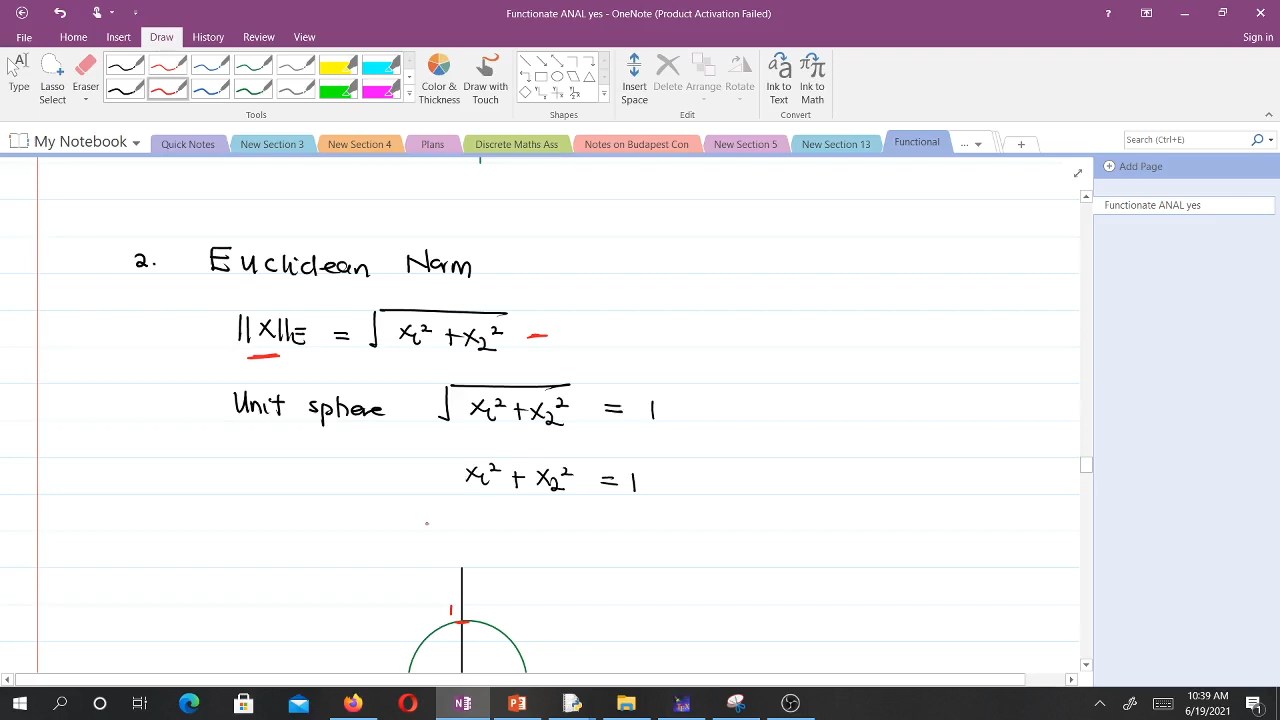 Functionate ANAL yes - OneNote (Product Activation Failed)
?
File Home Insert Draw History Review View
Sign in
Type
Lasso Select
Eraser
Color & Thickness
Draw with Touch
Insert Space
Delete Arrange Rotate
Ink to Text
Ink to Math
Tools Shapes Edit Convert
My Notebook Quick Notes New Section 3 New Section 4 Plans Discrete Maths Ass Notes on Budapest Con New Section 5 New Section 13 Functional ... +
Search (Ctrl+E)
Add Page
Functionate ANAL yes
2. Euclidean Norm
||X||E = √(x₁² + x₂²) –
Unit sphere √(x₁² + x₂²) = 1
x₁² + x₂² = 1
1
10:39 AM
6/19/2021